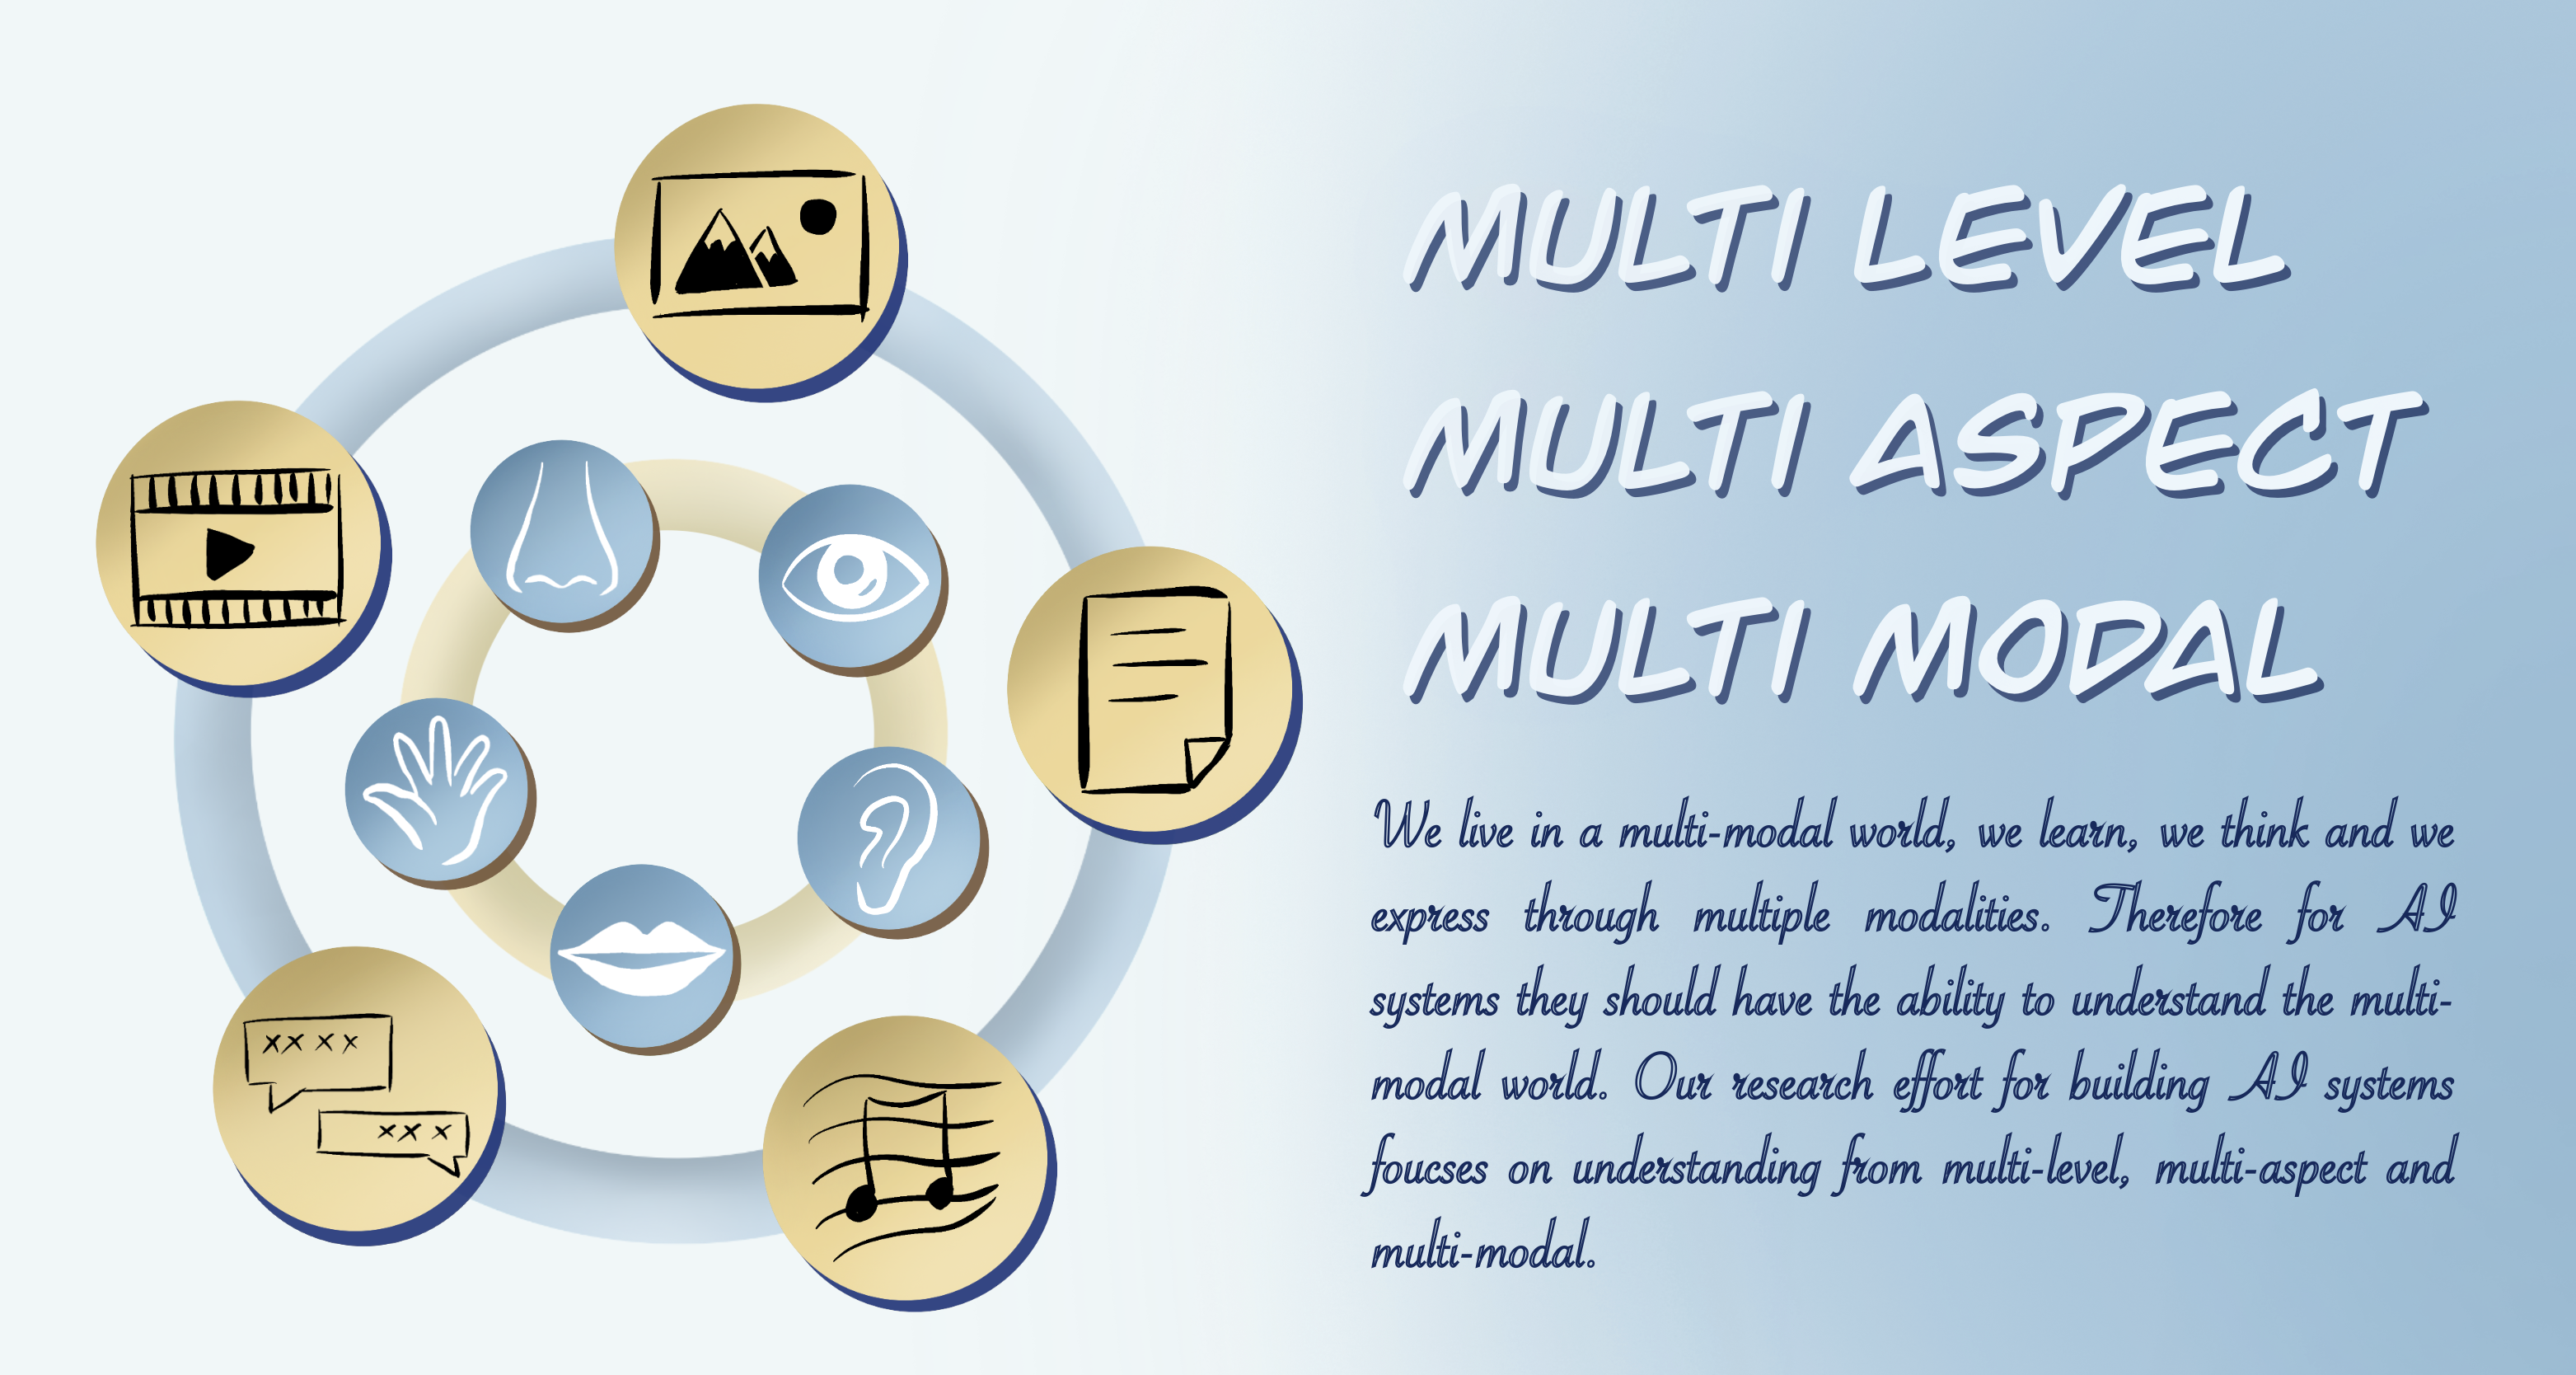 MULTI LEVEL
MULTI ASPECT
MULTI MODAL
We live in a multi-modal world, we learn, we think and we
express through multiple modalities. Therefore for AI
systems they should have the ability to understand the multi-
modal world. Our research effort for building AI systems
foucses on understanding from multi-level, multi-aspect and
multi-modal.
xx x x
xx x